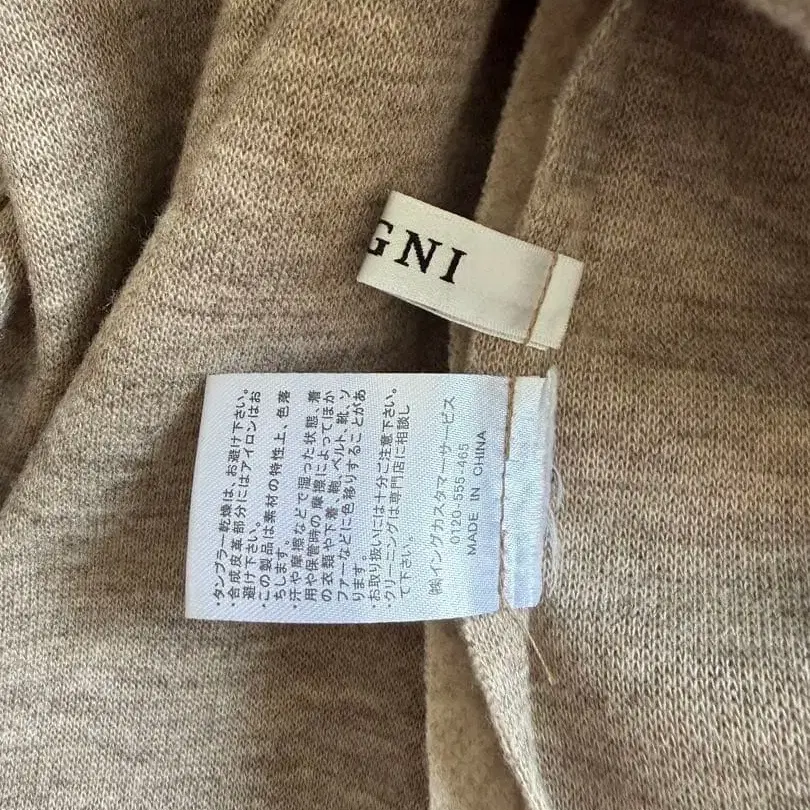 GNI
・タンブラー乾燥は、お避け下さい。
・合成皮革部分にはアイロンはお
避け下さい。
・この製品は素材の特性上、色落
ちします。
・汗や摩擦などで湿った状態、着
用や保管時の摩擦によってほか
の衣類や下着、鞄、ベルト、靴、ソ
ファーなどに色移りすることがあ
ります。
・お取り扱いには十分ご注意下さい。
・クリーニングは専門店に相談し
て下さい。
㈱イングカスタマーサービス
0120-555-465
MADE IN CHINA